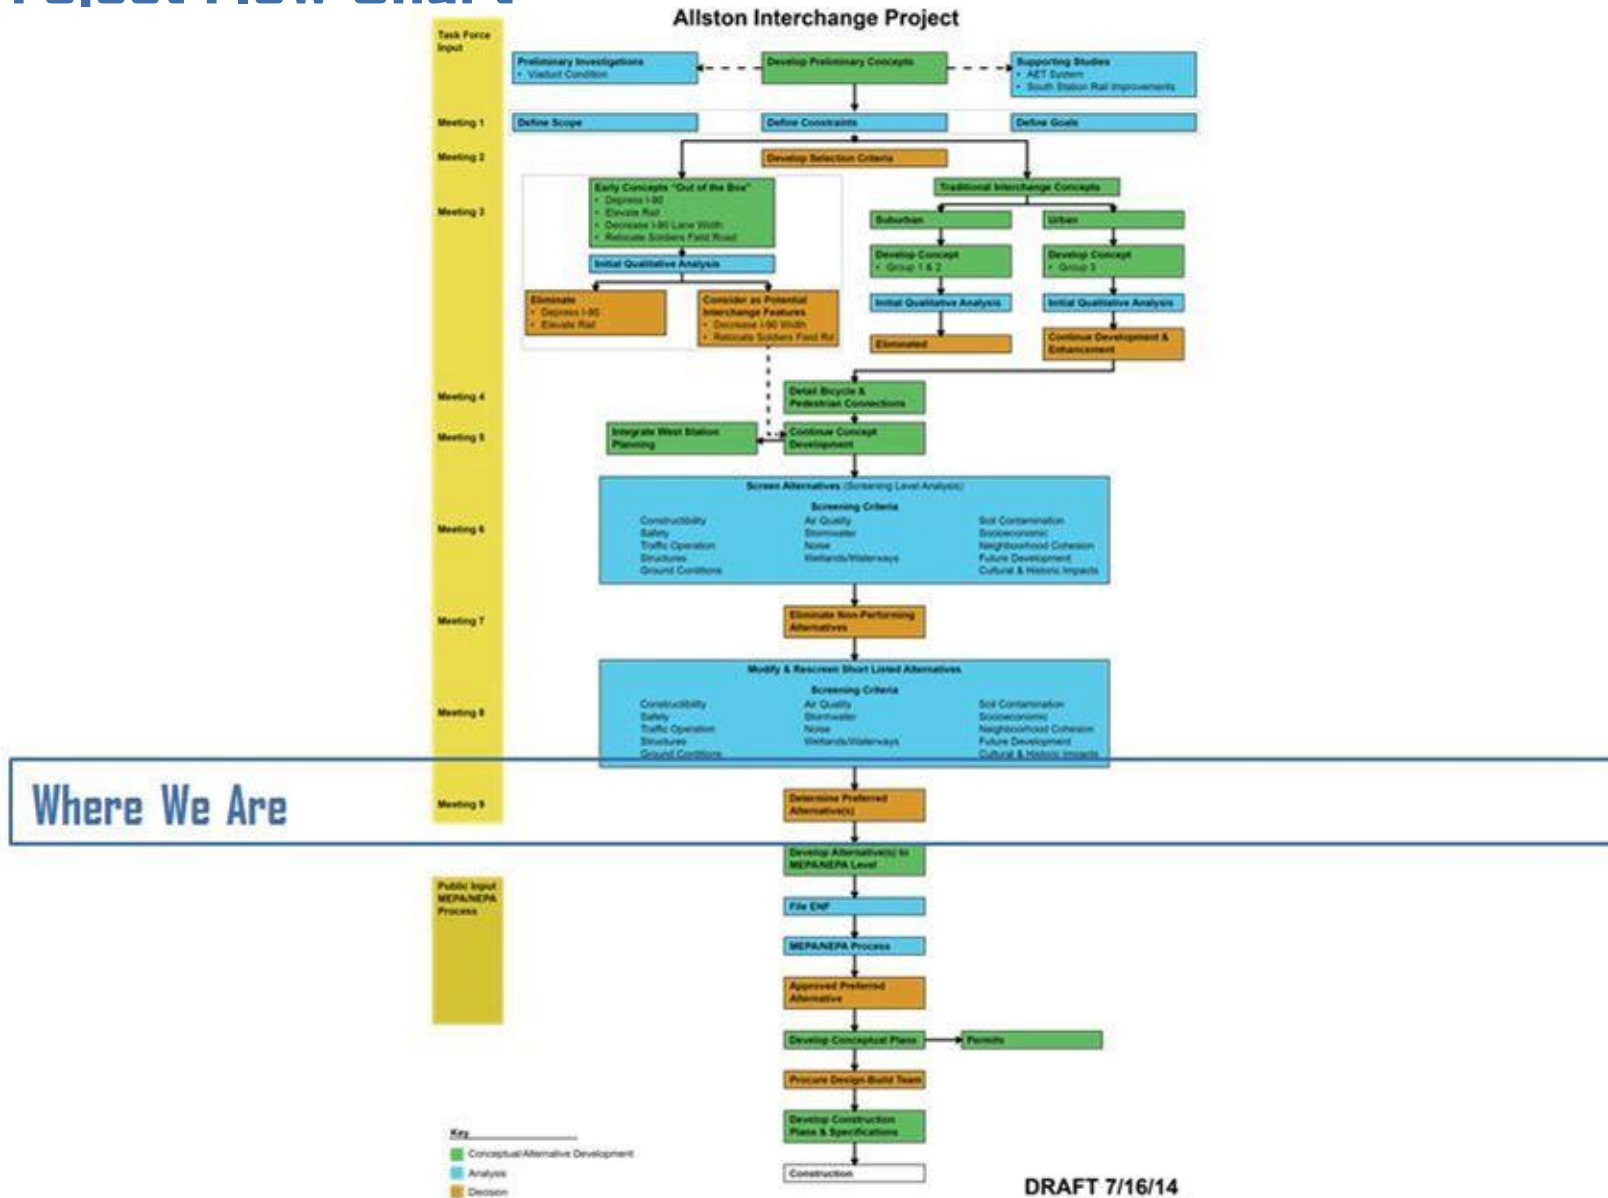 Project Flow Chart
Allston Interchange Project
Task Force
Input
Preliminary Investigations
• Viaduct Condition
Develop Preliminary Concepts
Supporting Studies
• AET System
• South Station Rail Improvements
Meeting 1
Define Scope
Define Constraints
Define Goals
Meeting 2
Develop Selection Criteria
Early Concepts "Out of the Box"
• Depress I-90
• Elevate Rail
• Decrease I-90 Lane Width
• Relocate Soldiers Field Road
Traditional Interchange Concepts
Meeting 3
Suburban
Urban
Develop Concept
• Group 1 & 2
Develop Concept
• Group 3
Initial Qualitative Analysis
Eliminate
• Depress I-90
• Elevate Rail
Consider as Potential
Interchange Features
• Decrease I-90 Width
• Relocate Soldiers Field Rd
Initial Qualitative Analysis
Initial Qualitative Analysis
Eliminated
Continue Development &
Enhancement
Meeting 4
Detail Bicycle &
Pedestrian Connections
Meeting 5
Integrate West Station
Planning
Continue Concept
Development
Screen Alternatives (Screening Level Analysis)
Screening Criteria
Meeting 6
Constructibility
Safety
Traffic Operation
Structures
Ground Conditions
Air Quality
Stormwater
Noise
Wetlands/Waterways
Soil Contamination
Socioeconomic
Neighbourhood Cohesion
Future Development
Cultural & Historic Impacts
Meeting 7
Eliminate Non-Performing
Alternatives
Modify & Rescreen Short Listed Alternatives
Screening Criteria
Meeting 8
Constructibility
Safety
Traffic Operation
Structures
Ground Conditions
Air Quality
Stormwater
Noise
Wetlands/Waterways
Soil Contamination
Socioeconomic
Neighbourhood Cohesion
Future Development
Cultural & Historic Impacts
Where We Are
Meeting 9
Determine Preferred
Alternative(s)
Develop Alternative(s) to
MEPA/NEPA Level
Public Input
MEPA/NEPA
Process
File ENF
MEPA/NEPA Process
Approved Preferred
Alternative
Develop Conceptual Plans
Permits
Procure Design-Build Team
Develop Construction
Plans & Specifications
Construction
Key
Conceptual/Alternative Development
Analysis
Decision
DRAFT 7/16/14